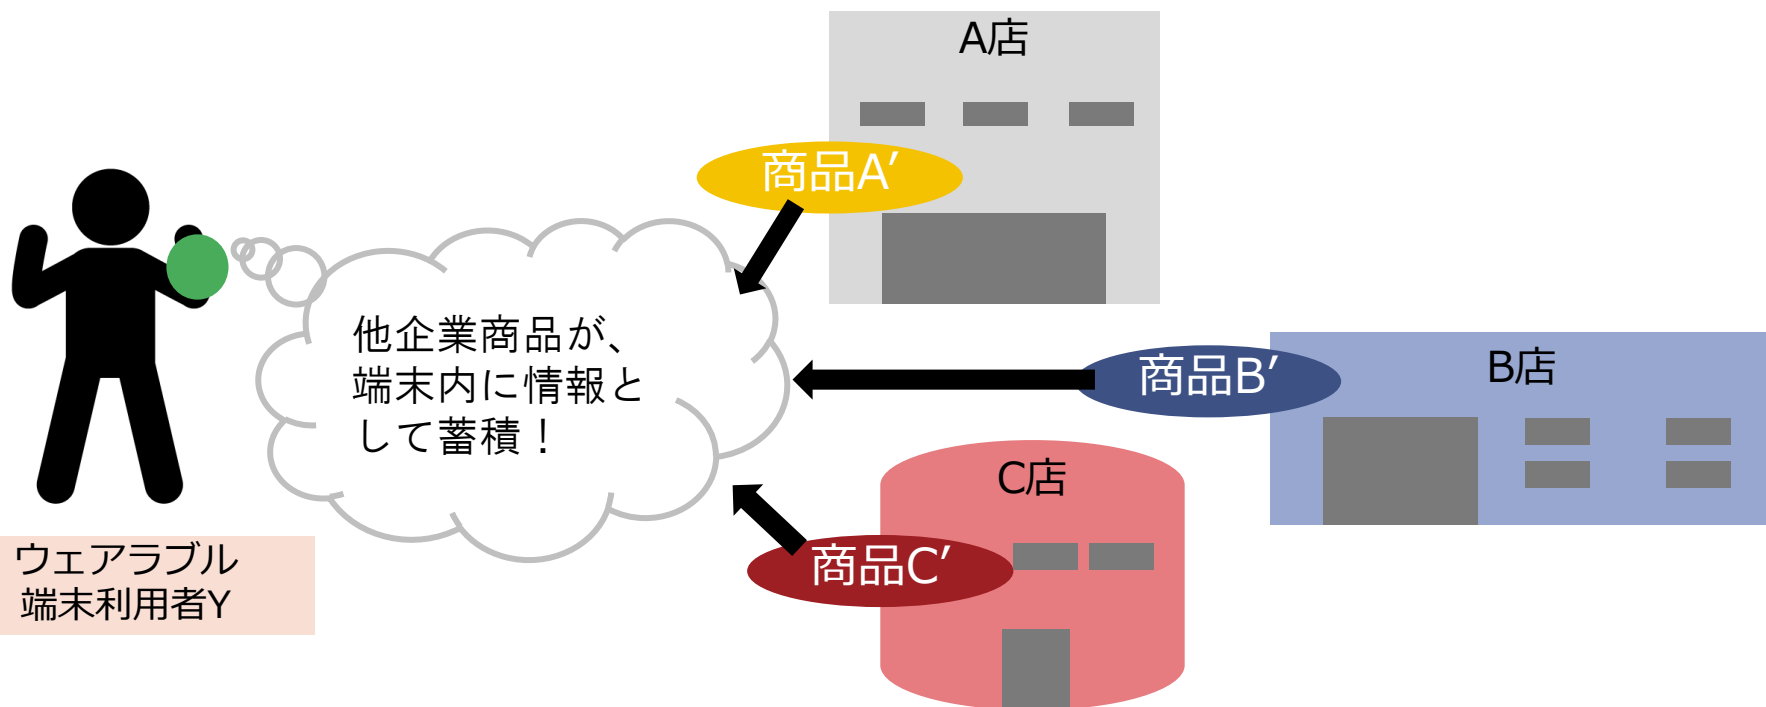 A店
商品A′
他企業商品が、
端末内に情報と
して蓄積！
商品B′
B店
C店
商品C′
ウェアラブル
端末利用者Y